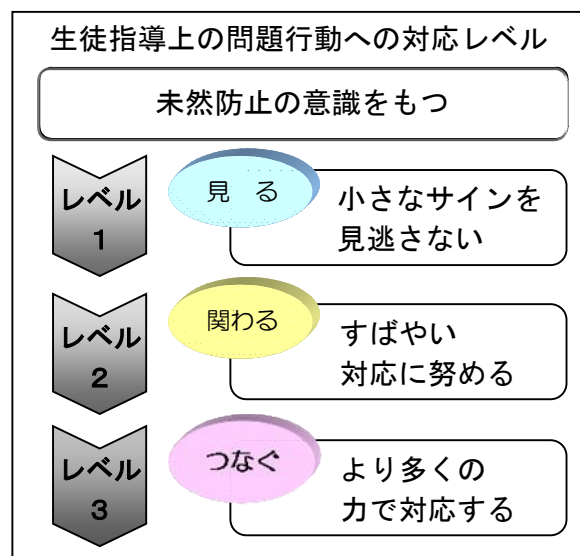 生徒指導上の問題行動への対応レベル
未然防止の意識をもつ
レベル
1
見る
小さなサインを
見逃さない
レベル
2
関わる
すばやい
対応に努める
レベル
3
つなぐ
より多くの
力で対応する